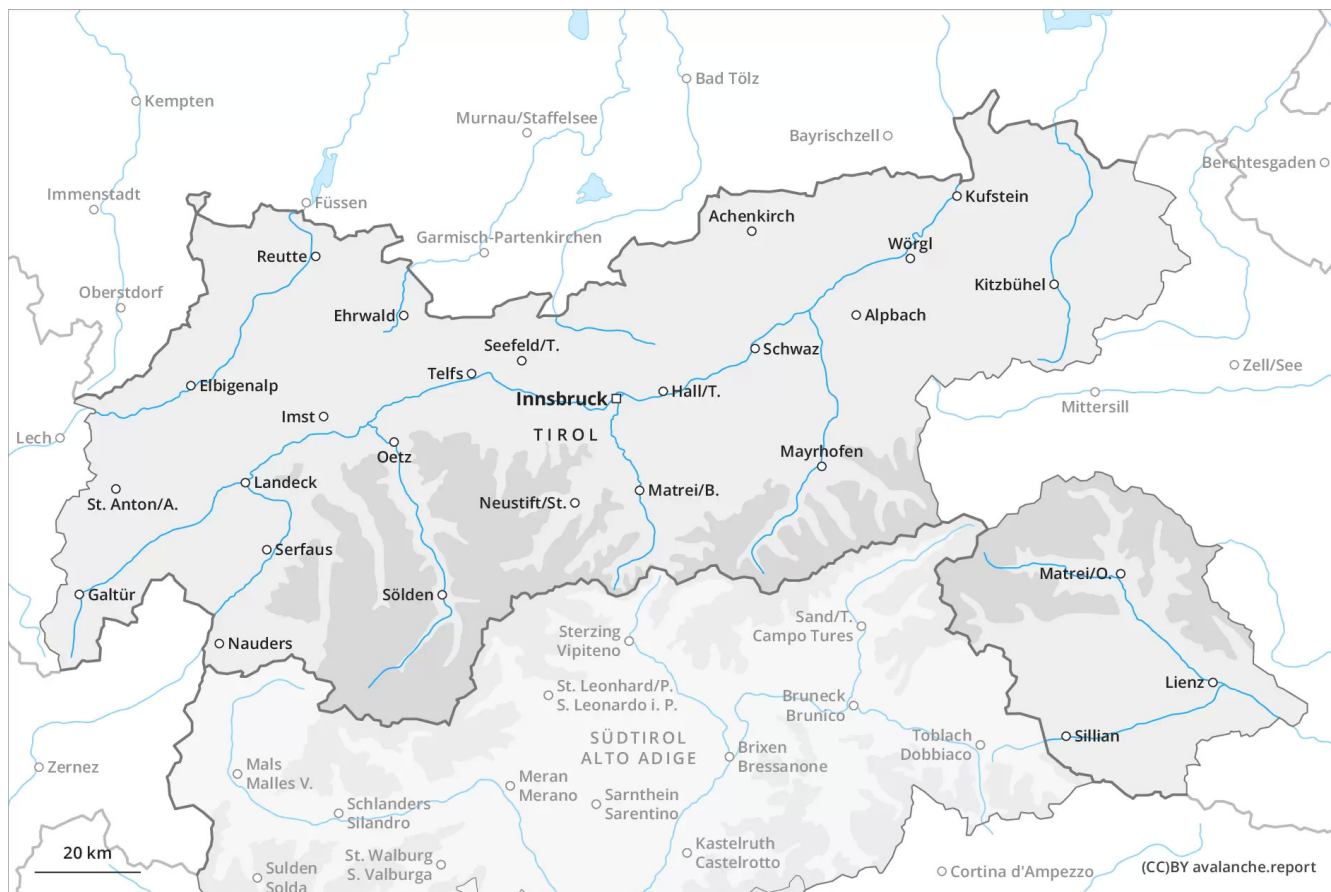 Bad Tölz
Kempten
Murnau/Staffelsee
Bayrischzell
Berchtesgaden
Immenstadt
Füssen
Kufstein
Achenkirch
Garmisch-Partenkirchen
Wörgl
Reutte
Kitzbühel
Oberstdorf
Ehrwald
Alpbach
Seefeld/T.
Schwaz
Zell/See
Telfs
Elbigenalp
Hall/T.
Innsbruck
Mittersill
Imst
TIROL
Lech
Oetz
Mayrhofen
Landeck
Matrei/B.
St. Anton/A.
Neustift/St.
Serfaus
Matrei/O.
Galtür
Sölden
Sand/T.
Campo Tures
Sterzing
Vipiteno
Nauders
Lienz
St. Leonhard/P.
S. Leonardo i. P.
Bruneck
Brunico
SÜDTIROL
ALTO ADIGE
Toblach
Dobbiaco
Sillian
Brixen
Bressanone
Zernez
Mals
Malles V.
Meran
Merano
Sarnthein
Sarentino
Schlanders
Silandro
Kastelruth
Castelrotto
20 km
St. Walburg
S. Valburga
Sulden
Solda
Cortina d'Ampezzo
(CC)BY avalanche.report